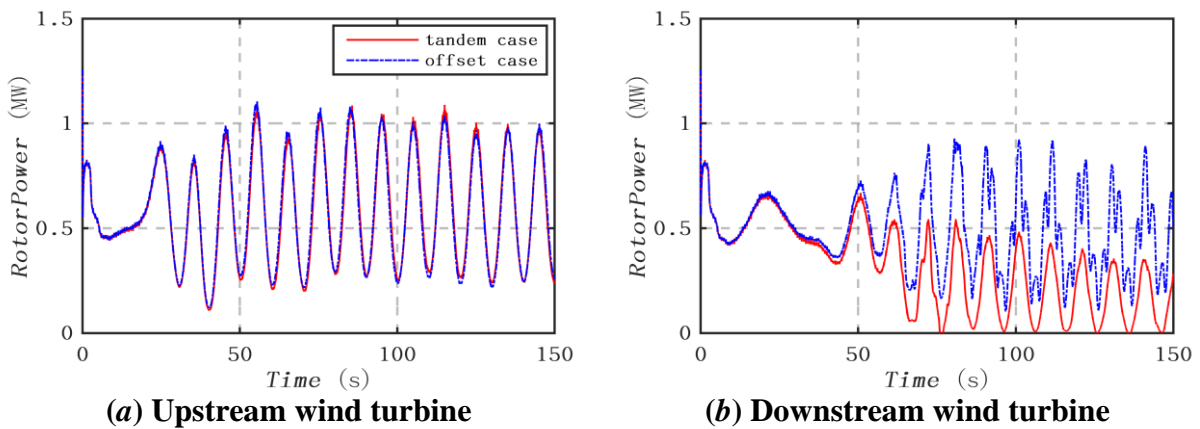 1.5
1
0.5
0
RotorPower (MW)
tandem case
offset case
0 50 100 150
Time (s)
(a) Upstream wind turbine
1.5
1
0.5
0
RotorPower (MW)
0 50 100 150
Time (s)
(b) Downstream wind turbine